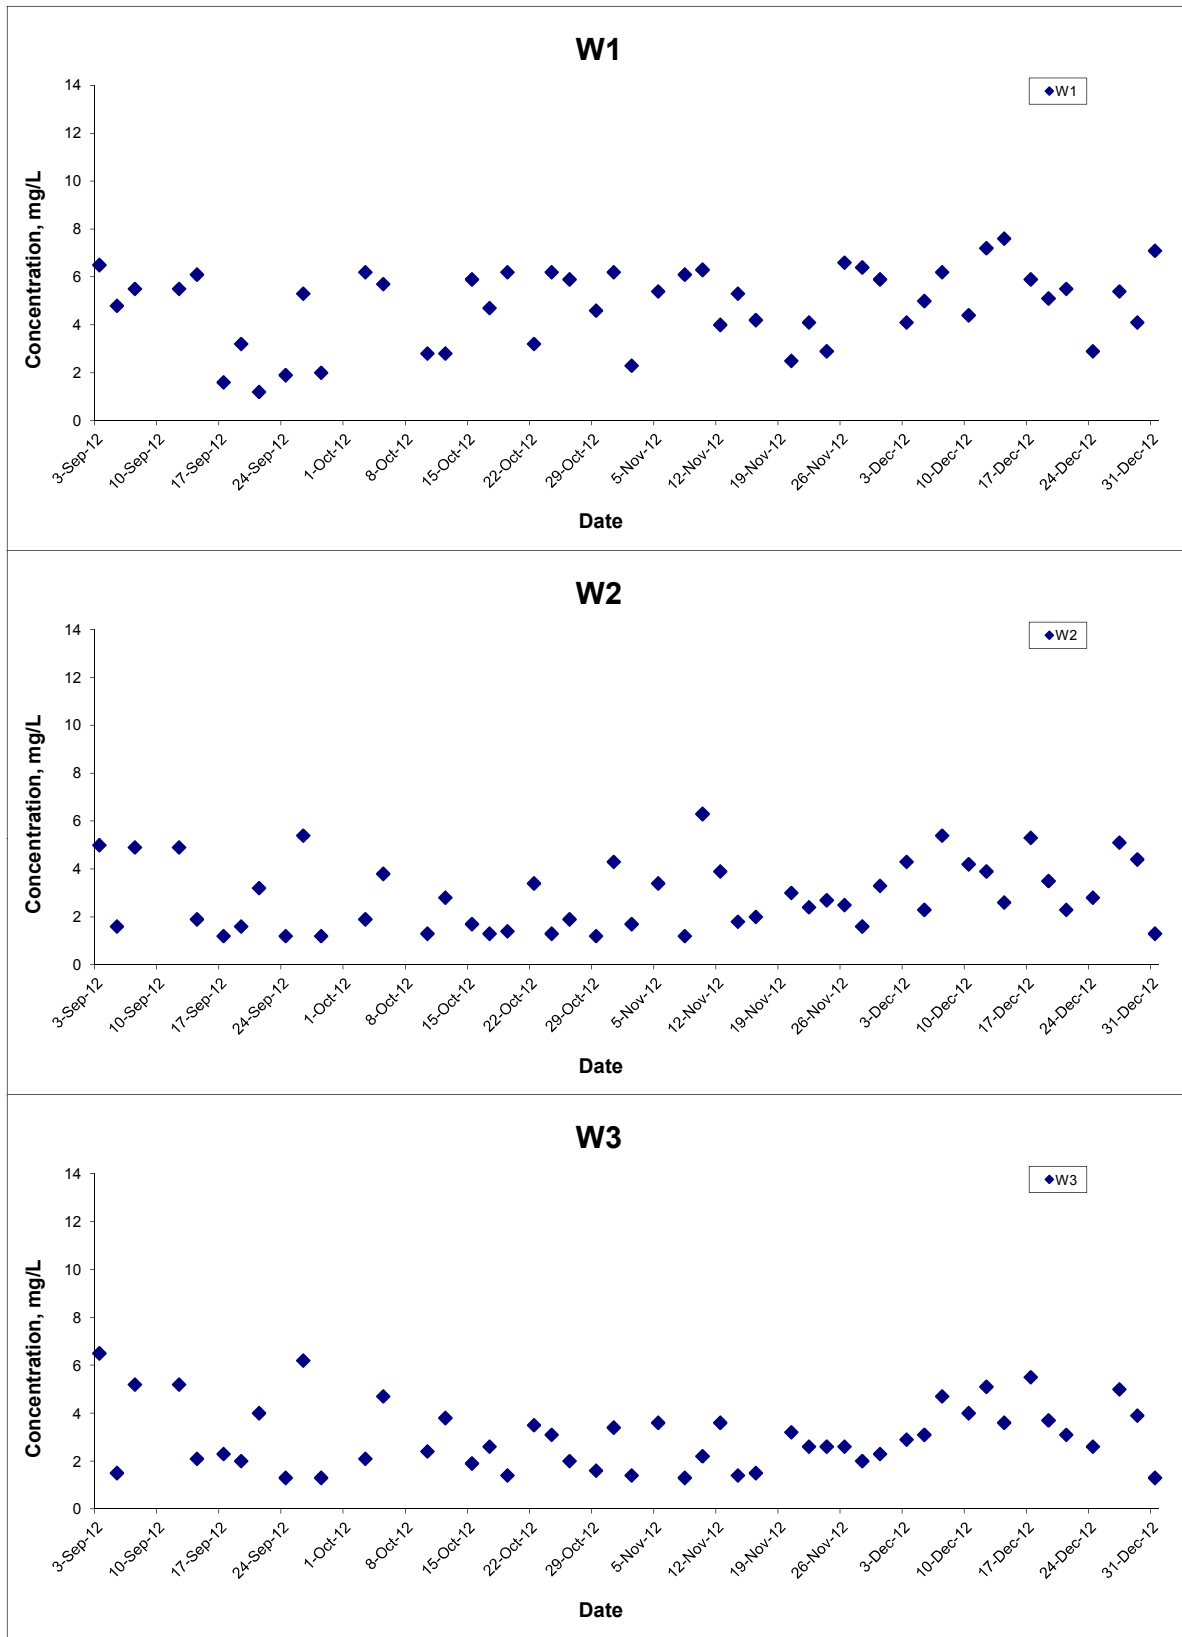 W1
W1
14
12
10
8
6
4
2
0
Concentration, mg/L
3-Sep-12
10-Sep-12
17-Sep-12
24-Sep-12
1-Oct-12
8-Oct-12
15-Oct-12
22-Oct-12
29-Oct-12
5-Nov-12
12-Nov-12
19-Nov-12
26-Nov-12
3-Dec-12
10-Dec-12
17-Dec-12
24-Dec-12
31-Dec-12
Date
W2
W2
14
12
10
8
6
4
2
0
Concentration, mg/L
3-Sep-12
10-Sep-12
17-Sep-12
24-Sep-12
1-Oct-12
8-Oct-12
15-Oct-12
22-Oct-12
29-Oct-12
5-Nov-12
12-Nov-12
19-Nov-12
26-Nov-12
3-Dec-12
10-Dec-12
17-Dec-12
24-Dec-12
31-Dec-12
Date
W3
W3
14
12
10
8
6
4
2
0
Concentration, mg/L
3-Sep-12
10-Sep-12
17-Sep-12
24-Sep-12
1-Oct-12
8-Oct-12
15-Oct-12
22-Oct-12
29-Oct-12
5-Nov-12
12-Nov-12
19-Nov-12
26-Nov-12
3-Dec-12
10-Dec-12
17-Dec-12
24-Dec-12
31-Dec-12
Date